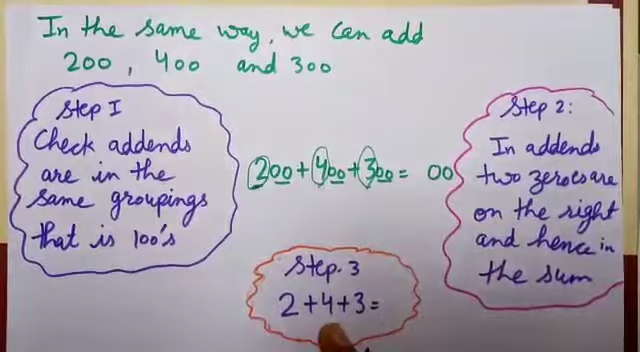 In the same way, we can add
200, 400 and 300
Step I
Check addends
are in the
same groupings
that is 100's
200+400+300= 00
Step 2:
In addends
two zeroes are
on the right
and hence in
the sum
Step. 3
2+4+3=